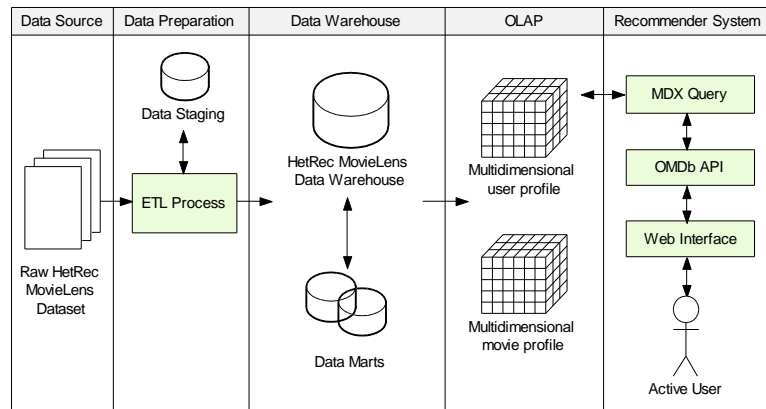 Data Source
Data Preparation
Data Warehouse
OLAP
Recommender System
Data Staging
ETL Process
Raw HetRec
MovieLens
Dataset
HetRec MovieLens
Data Warehouse
Data Marts
Multidimensional
user profile
Multidimensional
movie profile
MDX Query
OMDb API
Web Interface
Active User